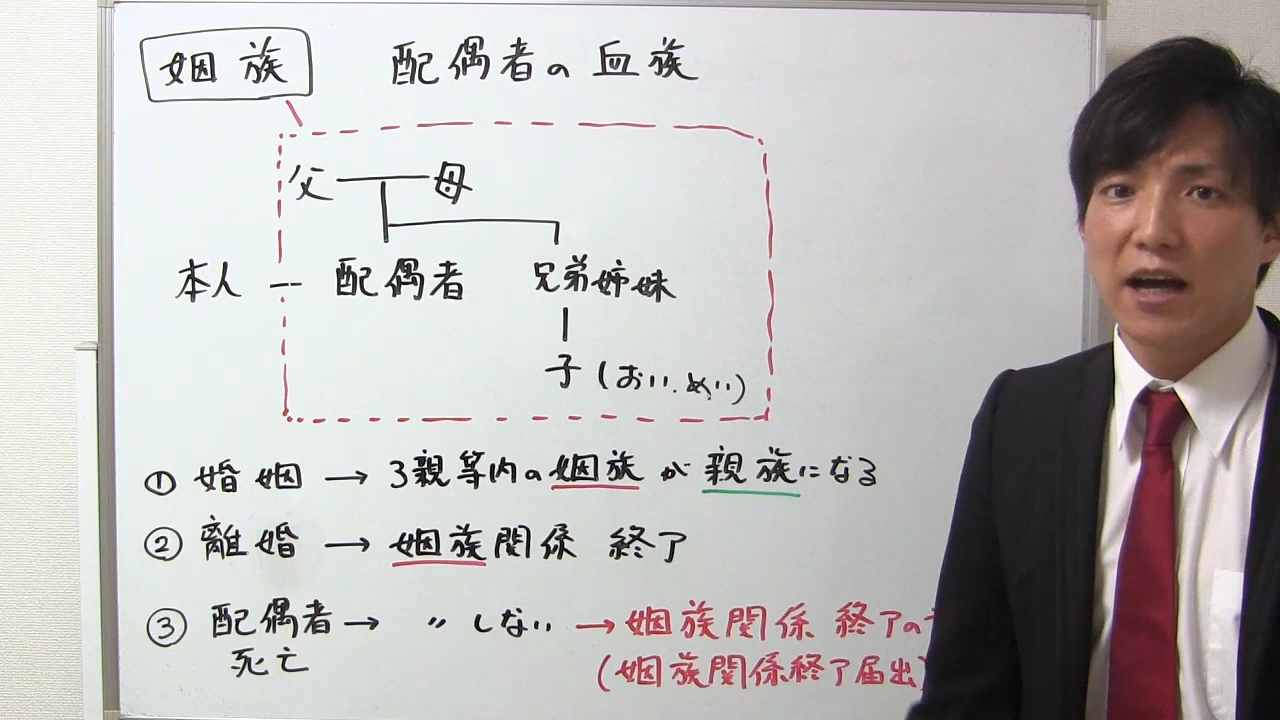 姻族 配偶者の血族
父 母
本人 配偶者 兄弟姉妹
子(おい.めい)
① 婚姻 → 3親等内の姻族が親族になる
② 離婚 → 姻族関係 終了
③ 配偶者 → 〃しない → 姻族関係 終了の
死亡 (姻族関係終了届出)